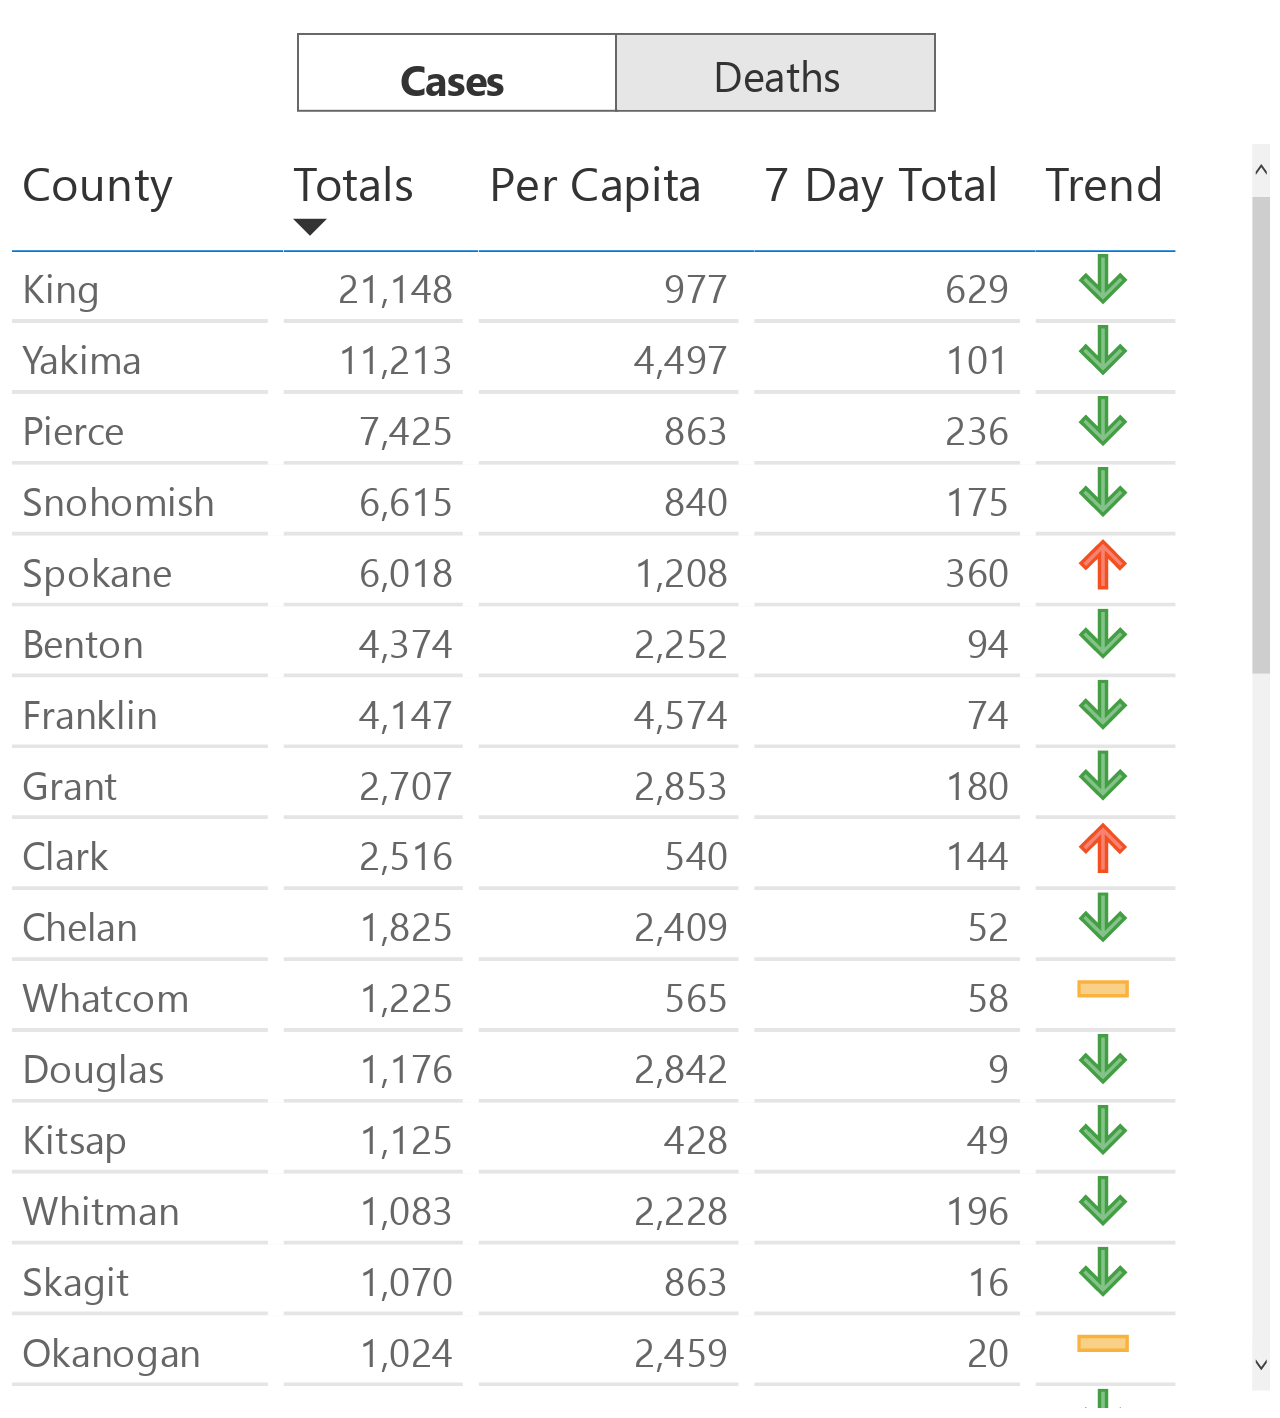 Cases Deaths
County Totals Per Capita 7 Day Total Trend
King 21,148 977 629
Yakima 11,213 4,497 101
Pierce 7,425 863 236
Snohomish 6,615 840 175
Spokane 6,018 1,208 360
Benton 4,374 2,252 94
Franklin 4,147 4,574 74
Grant 2,707 2,853 180
Clark 2,516 540 144
Chelan 1,825 2,409 52
Whatcom 1,225 565 58
Douglas 1,176 2,842 9
Kitsap 1,125 428 49
Whitman 1,083 2,228 196
Skagit 1,070 863 16
Okanogan 1,024 2,459 20